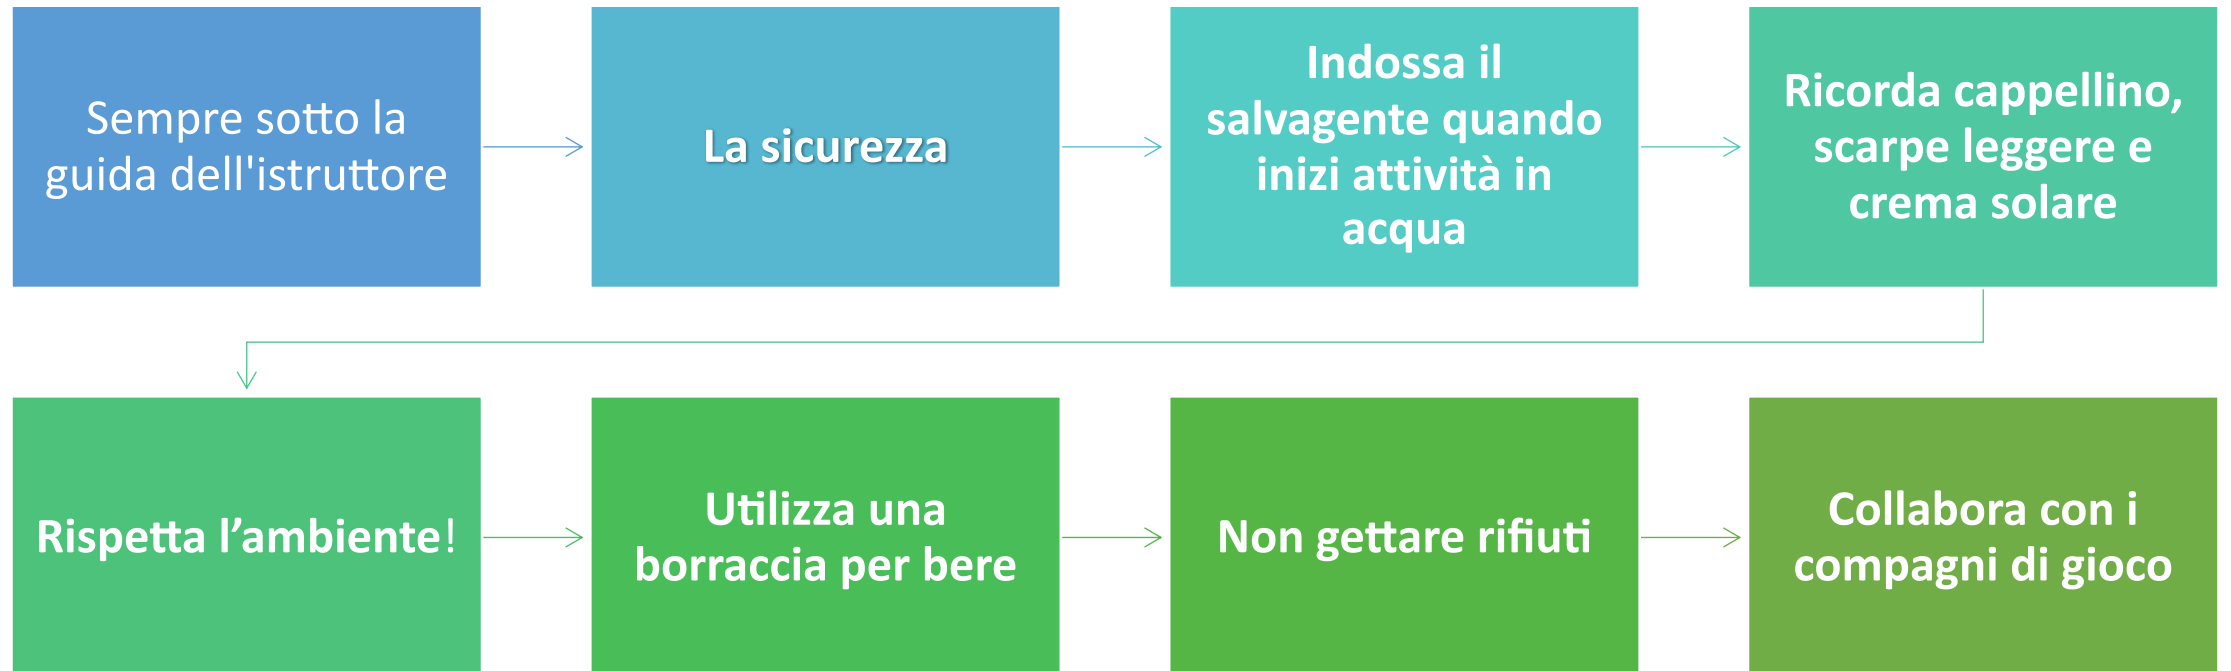 Sempre sotto la
guida dell'istruttore
La sicurezza
Indossa il
salvagente quando
inizi attività in
acqua
Ricorda cappellino,
scarpe leggere e
crema solare
Rispetta l’ambiente!
Utilizza una
borraccia per bere
Non gettare rifiuti
Collabora con i
compagni di gioco